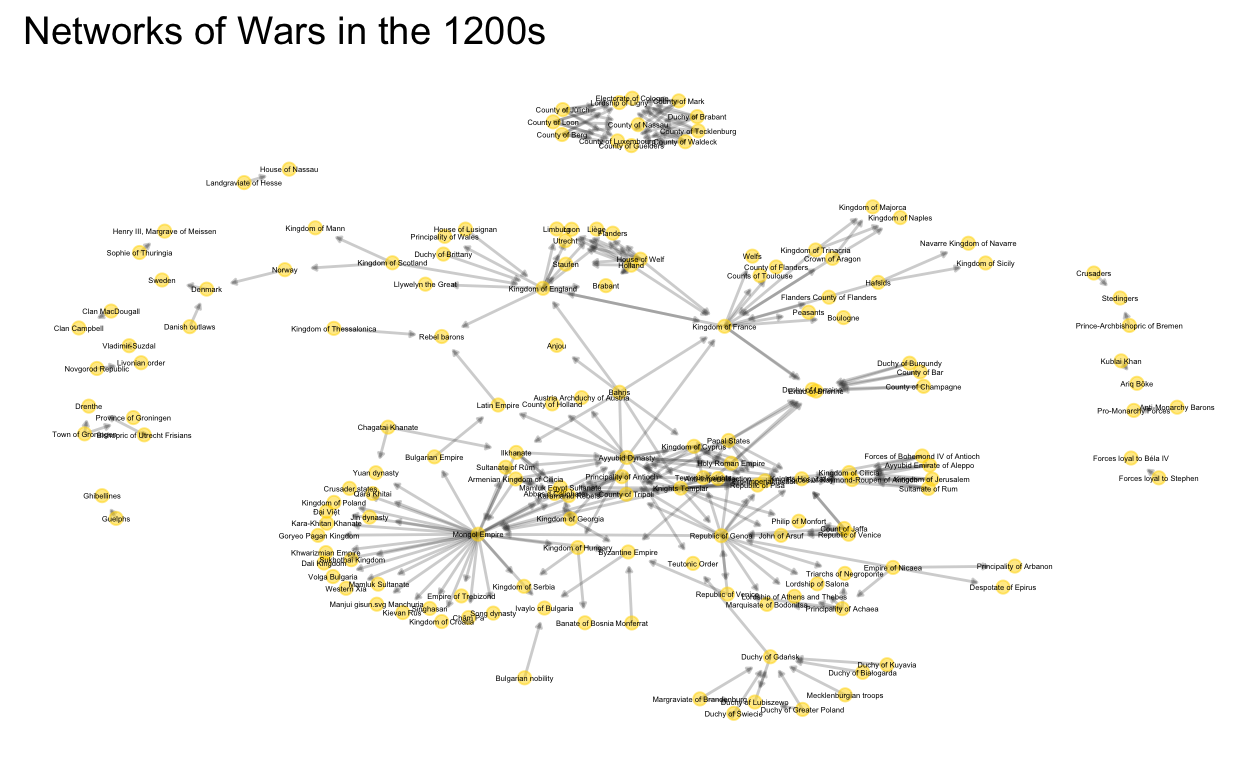 Networks of Wars in the 1200s
Electorate of Cologne
Lordship of Ligny
County of Mark
County of Jülich
Duchy of Brabant
County of Loon
County of Nassau
County of Tecklenburg
County of Berg
County of Luxembourg
County of Waldeck
County of Guelders
House of Nassau
Landgraviate of Hesse
Kingdom of Majorca
Kingdom of Naples
Henry III, Margrave of Meissen
Kingdom of Mann
House of Lusignan
Principality of Wales
Limburg
Loon
Liège
Flanders
Utrecht
Navarre Kingdom of Navarre
Sophie of Thuringia
Duchy of Brittany
Kingdom of Trinacria
Crown of Aragon
Welfs
House of Welf
Holland
Staufen
Kingdom of Scotland
County of Flanders
Counts of Toulouse
Kingdom of Sicily
Norway
Crusaders
Sweden
Denmark
Llywelyn the Great
Kingdom of England
Brabant
Hafsids
Flanders County of Flanders
Stedingers
Clan MacDougall
Peasants
Boulogne
Clan Campbell
Danish outlaws
Kingdom of Thessalonica
Rebel barons
Kingdom of France
Prince-Archbishopric of Bremen
Vladimir-Suzdal
Anjou
Livonian order
Novgorod Republic
Duchy of Burgundy
County of Bar
County of Champagne
Kublai Khan
Ariq Böke
Bahris
Austria Archduchy of Austria
County of Holland
Latin Empire
Drenthe
Province of Groningen
Town of Groningen
Bishopric of Utrecht Frisians
Pro-Monarchy Forces
Anti-Monarchy Barons
Chagatai Khanate
Papal States
Kingdom of Cyprus
Bulgarian Empire
Ilkhanate
Ayyubid Dynasty
Holy Roman Empire
Forces of Bohemond IV of Antioch
Ayyubid Emirate of Aleppo
Forces loyal to Béla IV
Forces loyal to Stephen
Yuan dynasty
Sultanate of Rûm
Armenian Kingdom of Cilicia
Principality of Antioch
Kingdom of Cilicia
Kingdom of Jerusalem
Sultanate of Rum
Crusader states
Qara Khitai
Mamluk Egypt Sultanate
County of Tripoli
Knights Templar
Republic of Pisa
Ghibellines
Guelphs
Kingdom of Poland
Đại Việt
Jin dynasty
Kara-Khitan Khanate
Kingdom of Georgia
Philip of Monfort
Count of Jaffa
Goryeo Pagan Kingdom
Mongol Empire
Republic of Genoa
John of Arsuf
Republic of Venice
Khwarizmian Empire
Sukhothai Kingdom
Dali Kingdom
Kingdom of Hungary
Byzantine Empire
Teutonic Order
Empire of Nicaea
Principality of Arbanon
Volga Bulgaria
Western Xia
Mamluk Sultanate
Kingdom of Serbia
Triarchs of Negroponte
Lordship of Salona
Despotate of Epirus
Manjui gisun.svg Manchuria
Empire of Trebizond
Republic of Venice
Lordship of Athens and Thebes
Marquisate of Bodonitsa
Principality of Achaea
Kievan Rus'
Singhasari
Ivaylo of Bulgaria
Kingdom of Croatia
Song dynasty
Banate of Bosnia
Monferrat
Duchy of Gdańsk
Duchy of Kuyavia
Duchy of Bialogarda
Bulgarian nobility
Mecklenburgian troops
Margraviate of Brandenburg
Duchy of Lubiszewo
Duchy of Greater Poland
Duchy of Swiecie